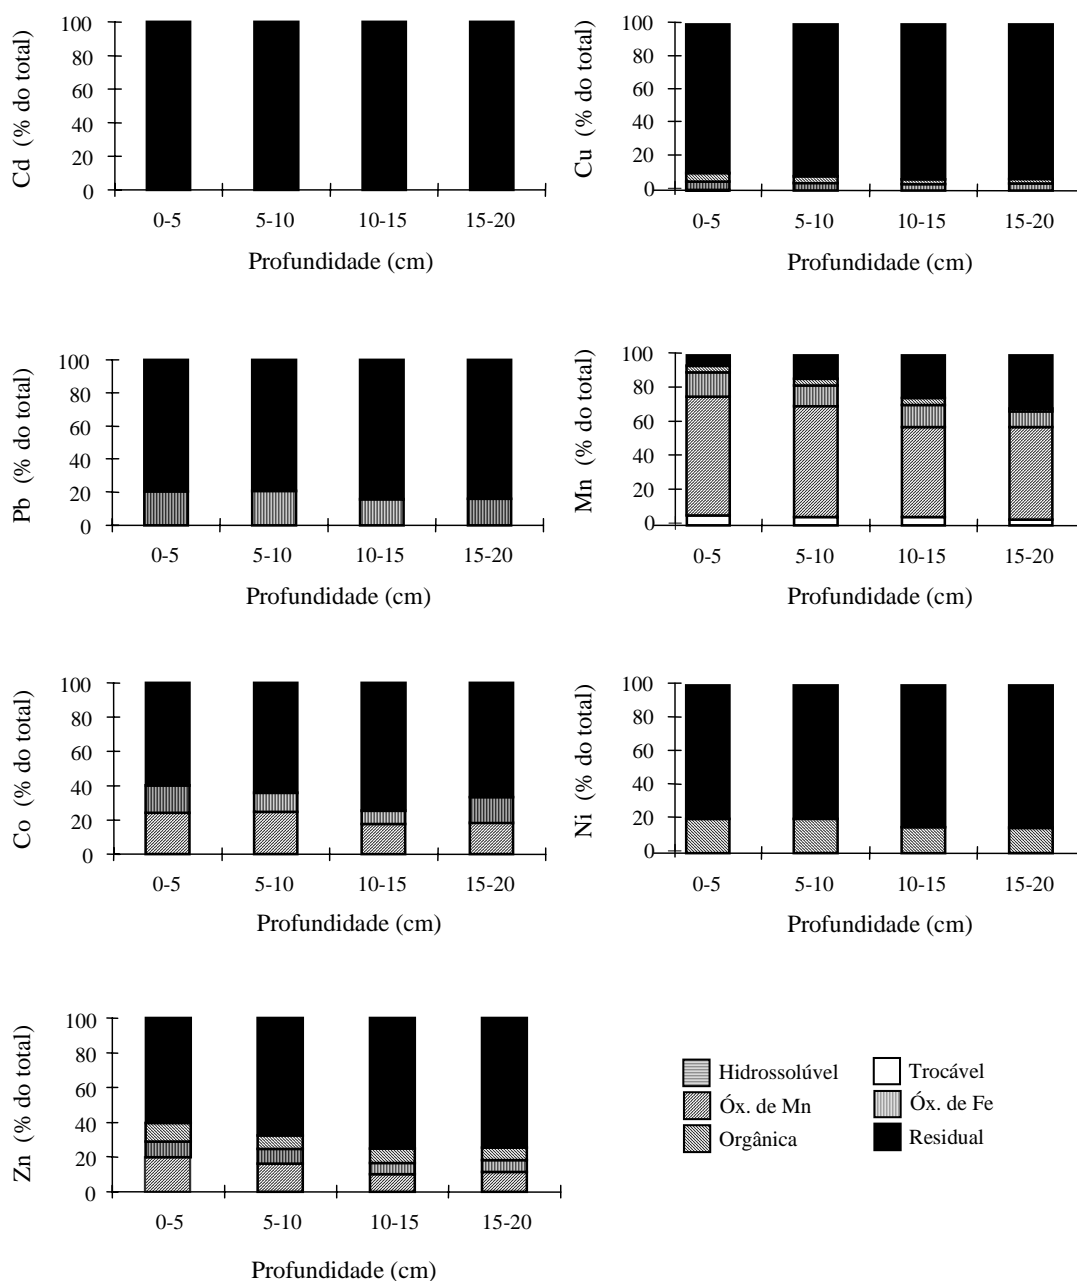 Cd (% do total)
100
80
60
40
20
0
0-5 5-10 10-15 15-20
Profundidade (cm)
Cu (% do total)
100
80
60
40
20
0
0-5 5-10 10-15 15-20
Profundidade (cm)
Pb (% do total)
100
80
60
40
20
0
0-5 5-10 10-15 15-20
Profundidade (cm)
Mn (% do total)
100
80
60
40
20
0
0-5 5-10 10-15 15-20
Profundidade (cm)
Co (% do total)
100
80
60
40
20
0
0-5 5-10 10-15 15-20
Profundidade (cm)
Ni (% do total)
100
80
60
40
20
0
0-5 5-10 10-15 15-20
Profundidade (cm)
Zn (% do total)
100
80
60
40
20
0
0-5 5-10 10-15 15-20
Profundidade (cm)
Hidrossolúvel Trocável
Óx. de Mn Óx. de Fe
Orgânica Residual